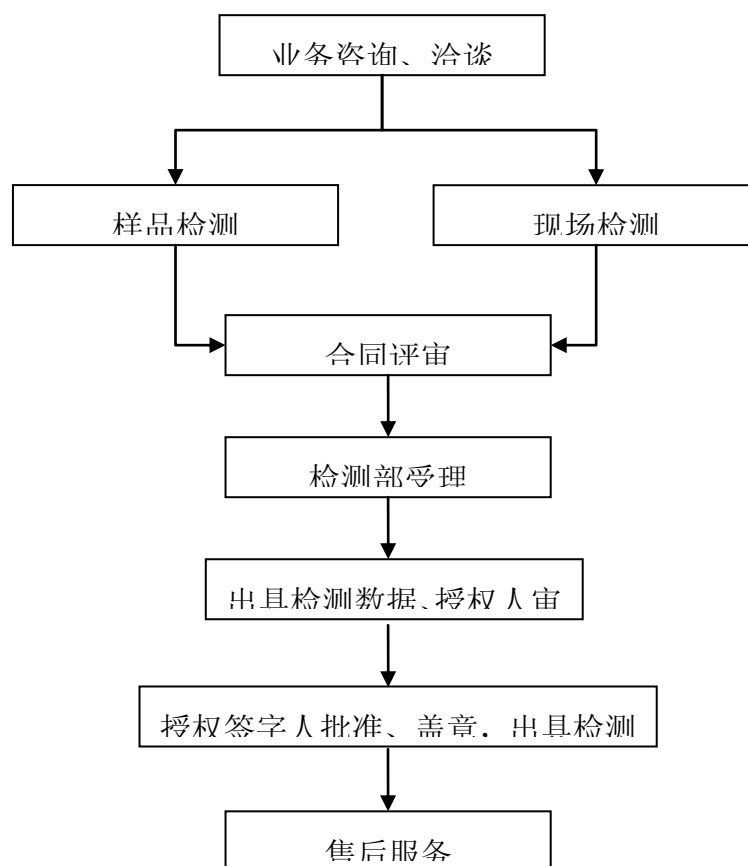 业务咨询、洽谈
样品检测
现场检测
合同评审
检测部受理
出具检测数据、授权人审
授权签字人批准、盖章，出具检测
售后服务